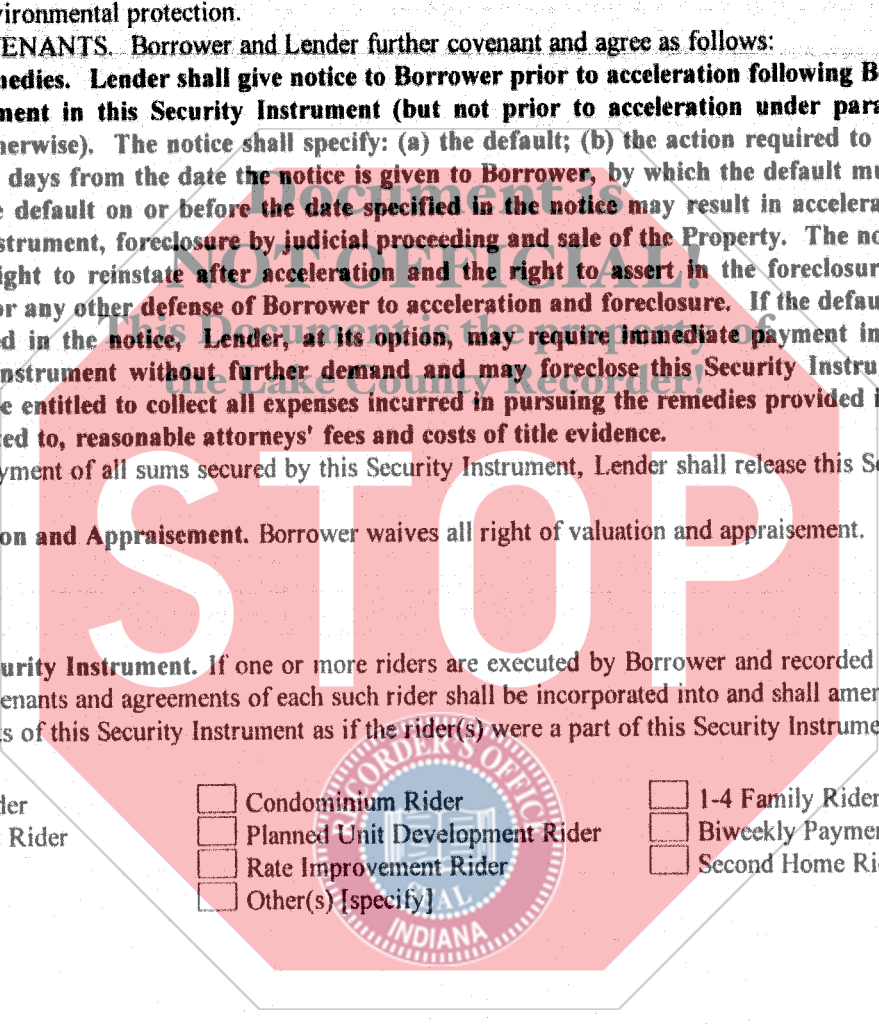 vironmental protection.
ENANTS. Borrower and Lender further covenant and agree as follows:
nedies. Lender shall give notice to Borrower prior to acceleration following B
ment in this Security Instrument (but not prior to acceleration under para
herwise). The notice shall specify: (a) the default; (b) the action required to
days from the date the notice is given to Borrower, by which the default mu
Document is
e default on or before the date specified in the notice may result in accelera
strument, foreclosure by judicial proceeding and sale of the Property. The no
NOT OFFICIAL!
ight to reinstate after acceleration and the right to assert in the foreclosur
or any other defense of Borrower to acceleration and foreclosure. If the defau
This Document is the property of
d in the notice, Lender, at its option, may require immediate payment in
nstrument without further demand and may foreclose this Security Instru
the Lake County Recorder!
e entitled to collect all expenses incurred in pursuing the remedies provided i
ted to, reasonable attorneys' fees and costs of title evidence.
yment of all sums secured by this Security Instrument, Lender shall release this Se
on and Appraisement. Borrower waives all right of valuation and appraisement.
STOP
urity Instrument. If one or more riders are executed by Borrower and recorded
enants and agreements of each such rider shall be incorporated into and shall amen
s of this Security Instrument as if the rider(s) were a part of this Security Instrume
RECORDER'S OFFICE
der
Condominium Rider
1-4 Family Rider
Rider
Planned Unit Development Rider
Biweekly Paymen
Rate Improvement Rider
Second Home Ri
Other(s) [specify]
SEAL
INDIANA